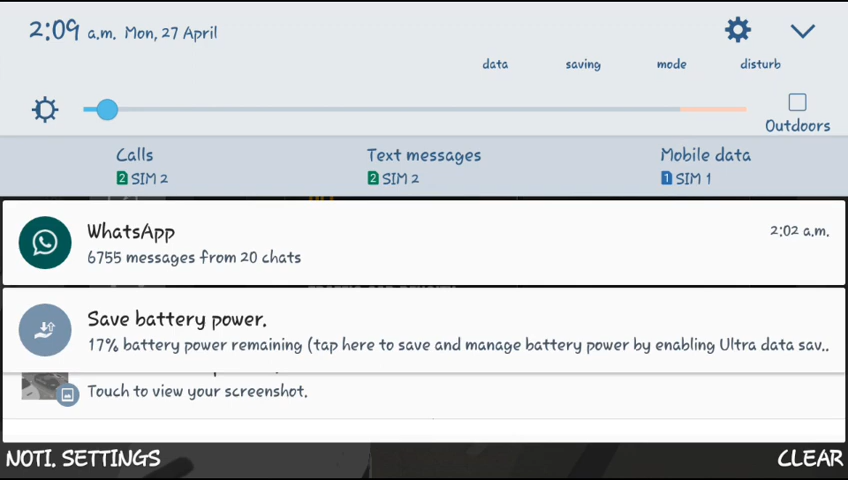 2:09 a.m. Mon, 27 April
data saving mode disturb
Outdoors
Calls Text messages Mobile data
2 SIM 2 2 SIM 2 1 SIM 1
WhatsApp 2:02 a.m.
6755 messages from 20 chats
Save battery power.
17% battery power remaining (tap here to save and manage battery power by enabling Ultra data sav..
Touch to view your screenshot.
NOTI. SETTINGS CLEAR